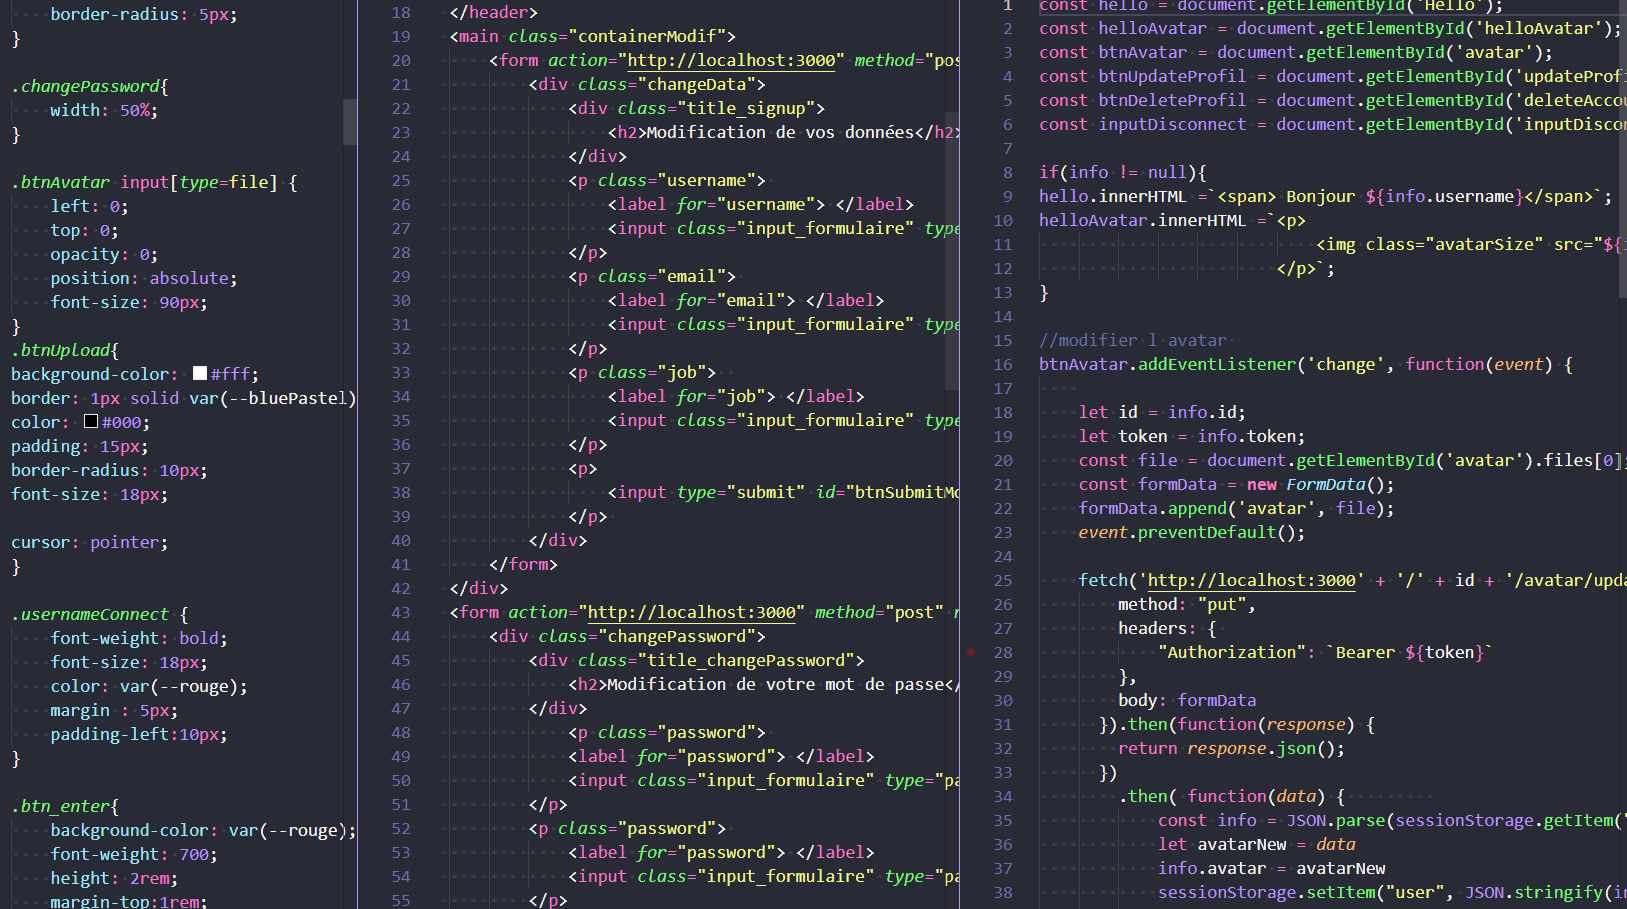 border-radius: 5px;
}
.changePassword{
width: 50%;
}
.btnAvatar input[type=file] {
left: 0;
top: 0;
opacity: 0;
position: absolute;
font-size: 90px;
}
.btnUpload{
background-color: #fff;
border: 1px solid var(--bluePastel)
color: #000;
padding: 15px;
border-radius: 10px;
font-size: 18px;
cursor: pointer;
}
.usernameConnect {
font-weight: bold;
font-size: 18px;
color: var(--rouge);
margin : 5px;
padding-left:10px;
}
.btn_enter{
background-color: var(--rouge);
font-weight: 700;
height: 2rem;
margin-top:1rem;
18 </header>
19 <main class="containerModif">
20 <form action="http://localhost:3000" method="pos
21 <div class="changeData">
22 <div class="title_signup">
23 <h2>Modification de vos données</h2>
24 </div>
25 <p class="username">
26 <label for="username"> </label>
27 <input class="input_formulaire" type
28 </p>
29 <p class="email">
30 <label for="email"> </label>
31 <input class="input_formulaire" type
32 </p>
33 <p class="job">
34 <label for="job"> </label>
35 <input class="input_formulaire" type
36 </p>
37 <p>
38 <input type="submit" id="btnSubmitMo
39 </p>
40 </div>
41 </form>
42 </div>
43 <form action="http://localhost:3000" method="post" n
44 <div class="changePassword">
45 <div class="title_changePassword">
46 <h2>Modification de votre mot de passe</
47 </div>
48 <p class="password">
49 <label for="password"> </label>
50 <input class="input_formulaire" type="pa
51 </p>
52 <p class="password">
53 <label for="password"> </label>
54 <input class="input_formulaire" type="pa
55 </p>
1 const hello = document.getElementById('Hello');
2 const helloAvatar = document.getElementById('helloAvatar');
3 const btnAvatar = document.getElementById('avatar');
4 const btnUpdateProfil = document.getElementById('updateProfi
5 const btnDeleteProfil = document.getElementById('deleteAccou
6 const inputDisconnect = document.getElementById('inputDiscon
7
8 if(info != null){
9 hello.innerHTML =`<span> Bonjour ${info.username}</span>`;
10 helloAvatar.innerHTML =`<p>
11 <img class="avatarSize" src="${i
12 </p>`;
13 }
14
15 //modifier l avatar
16 btnAvatar.addEventListener('change', function(event) {
17
18 let id = info.id;
19 let token = info.token;
20 const file = document.getElementById('avatar').files[0];
21 const formData = new FormData();
22 formData.append('avatar', file);
23 event.preventDefault();
24
25 fetch('http://localhost:3000' + '/' + id + '/avatar/upda
26 method: "put",
27 headers: {
28 "Authorization": `Bearer ${token}`
29 },
30 body: formData
31 }).then(function(response) {
32 return response.json();
33 })
34 .then( function(data) {
35 const info = JSON.parse(sessionStorage.getItem("
36 let avatarNew = data
37 info.avatar = avatarNew
38 sessionStorage.setItem("user", JSON.stringify(in